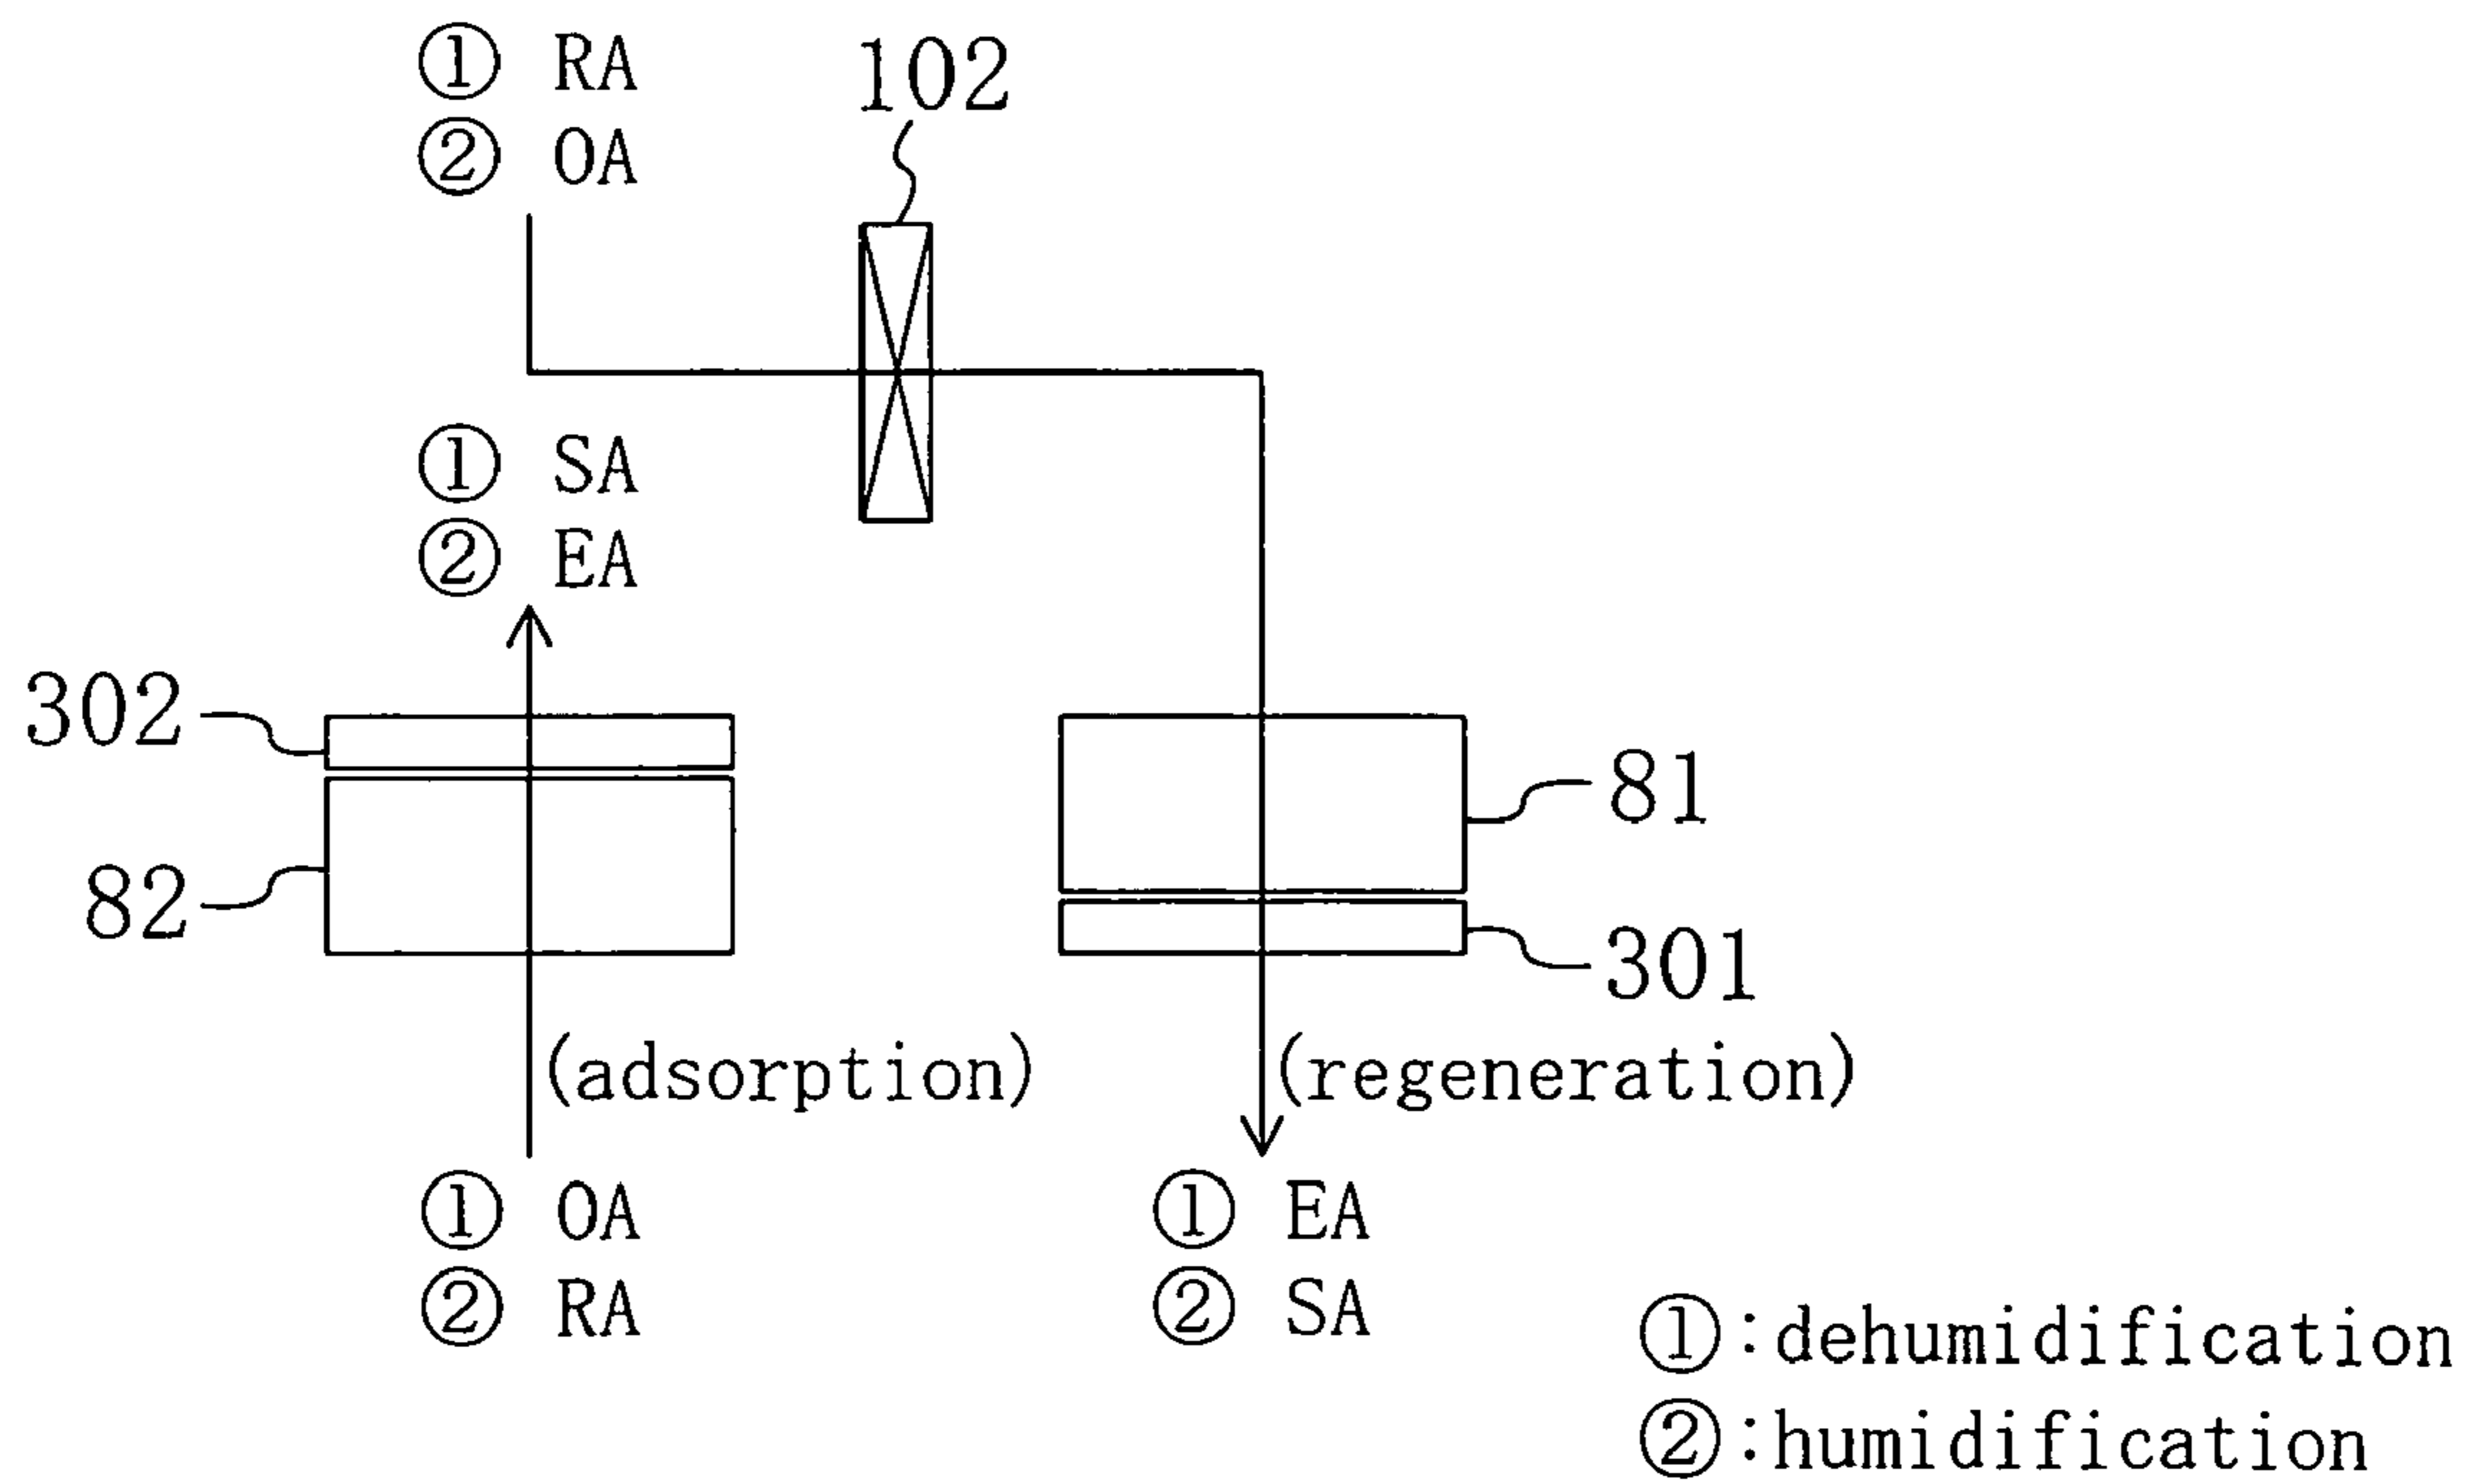 ① RA
② OA
102
① SA
② EA
302
82
81
301
(adsorption)
(regeneration)
① OA
② RA
① EA
② SA
①:dehumidification
②:humidification